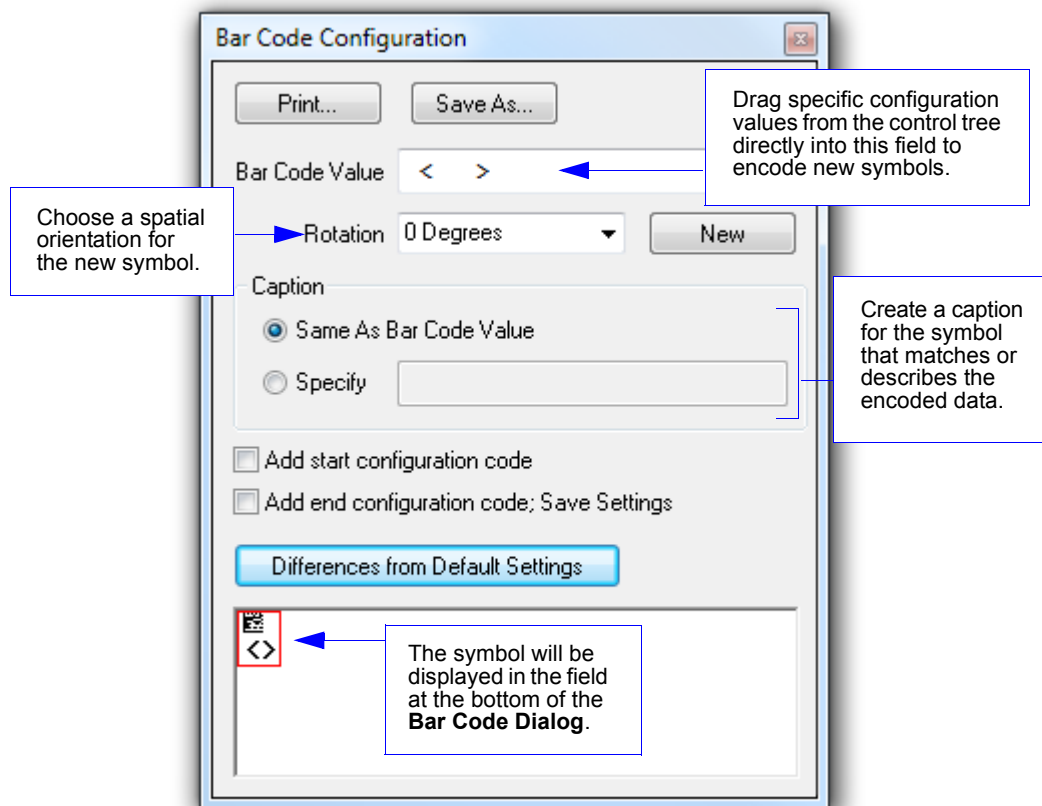 Bar Code Configuration
Print...
Save As...
Drag specific configuration
values from the control tree
directly into this field to
encode new symbols.
Bar Code Value
< >
Choose a spatial
orientation for
the new symbol.
Rotation
0 Degrees
New
Caption
Same As Bar Code Value
Specify
Create a caption
for the symbol
that matches or
describes the
encoded data.
Add start configuration code
Add end configuration code; Save Settings
Differences from Default Settings
<>
The symbol will be
displayed in the field
at the bottom of the
Bar Code Dialog.